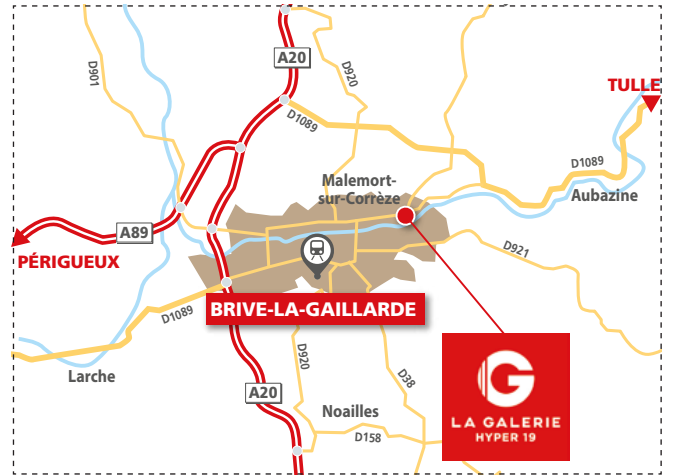 A20
D901
D920
TULLE
D1089
D1089
Malemort-
sur-Corrèze
Aubazine
A89
D921
PÉRIGUEUX
BRIVE-LA-GAILLARDE
D1089
D920
Larche
D38
A20
G
LA GALERIE
HYPER 19
Noailles
D158